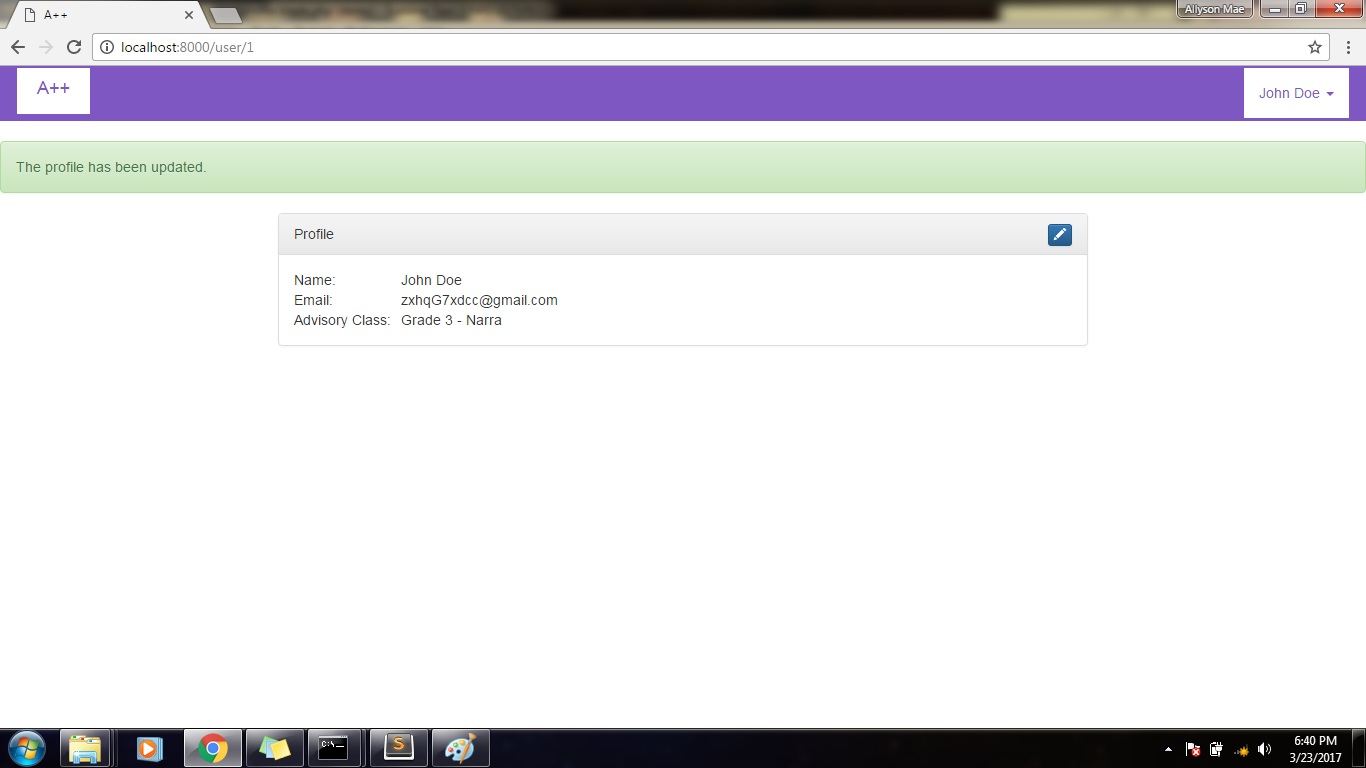 A++
Allyson Mae
localhost:8000/user/1
A++
John Doe
The profile has been updated.
Profile
Name: John Doe
Email: zxhqG7xdcc@gmail.com
Advisory Class: Grade 3 - Narra
C:\_
S
6:40 PM
3/23/2017